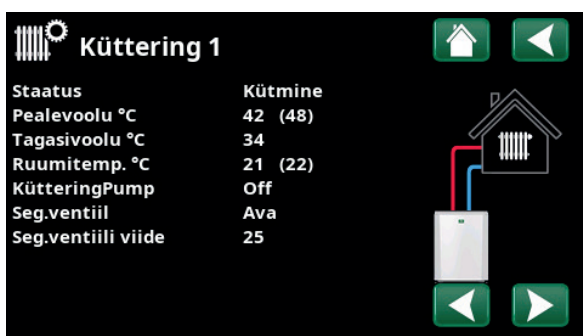 Küttering 1
Staatus Kütmine
Pealevoolu °C 42 (48)
Tagasivoolu °C 34
Ruumitemp. °C 21 (22)
KütteringPump Off
Seg.ventiil Ava
Seg.ventiili viide 25